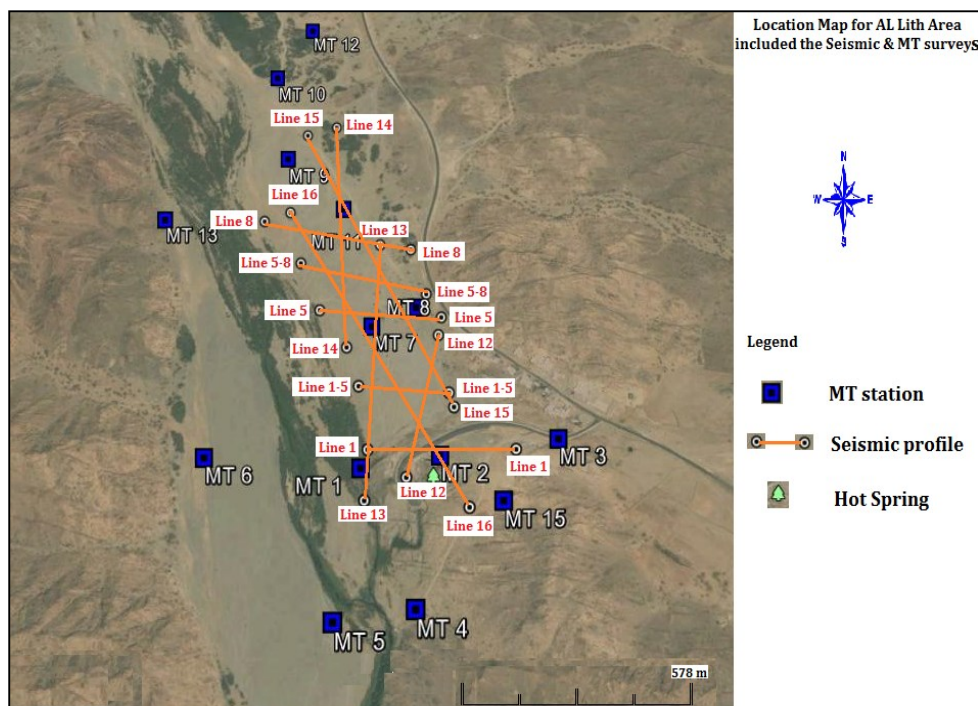 Location Map for AL Lith Area
included the Seismic & MT surveys
MT 12
MT 10
Line 15
Line 14
MT 9
Line 16
Line 8
MT 11
Line 13
Line 8
MT 13
Line 5-8
Line 5-8
MT 8
Line 5
Line 5
MT 7
Line 12
Line 14
Line 1-5
Line 1-5
Line 15
Line 1
MT 3
MT 6
MT 1
MT 2
Line 1
Line 12
Line 13
Line 16
MT 15
MT 5
MT 4
578 m
N
W
E
S
Legend
MT station
Seismic profile
Hot Spring